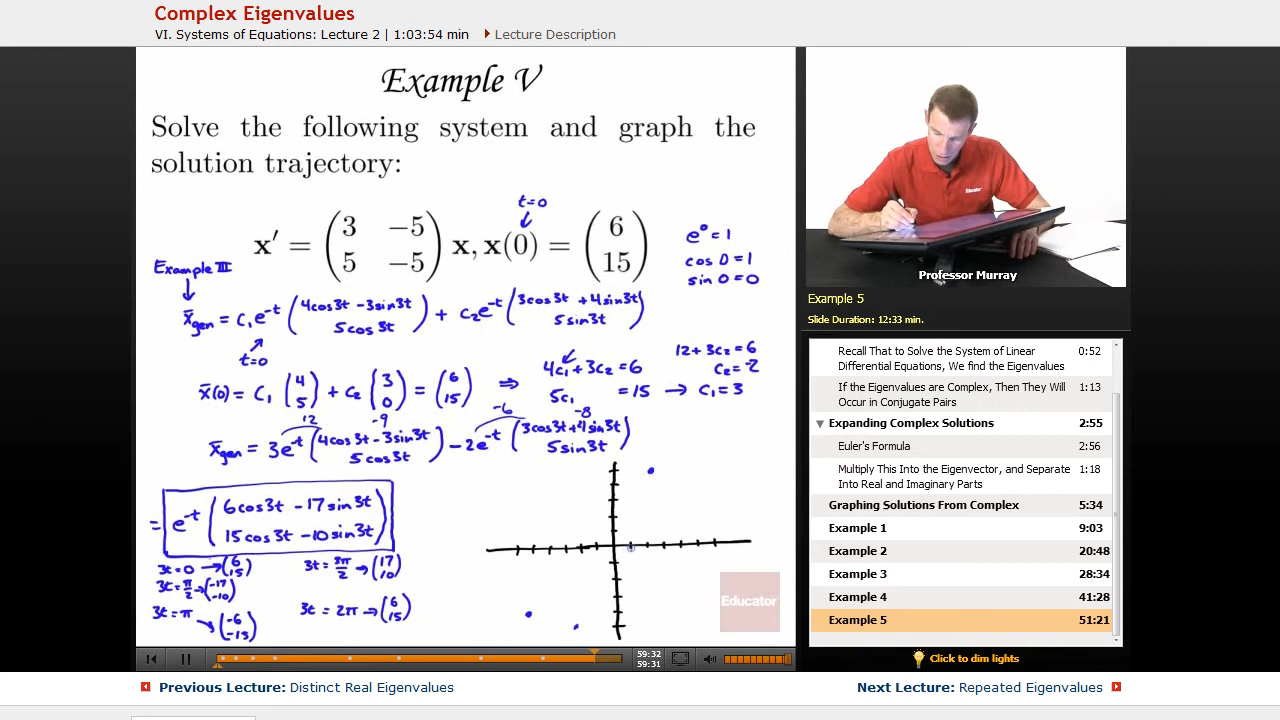 Complex Eigenvalues
VI. Systems of Equations: Lecture 2 | 1:03:54 min Lecture Description
Example V
Solve the following system and graph the
solution trajectory:
t=0
x′ = (3 −5; 5 −5) x, x(0) = (6; 15)
e⁰ = 1
cos 0 = 1
sin 0 = 0
Example III
x̄gen = c₁e⁻ᵗ (4cos3t − 3sin3t; 5cos3t) + c₂e⁻ᵗ (3cos3t + 4sin3t; 5sin3t)
t=0
x̄(0) = c₁ (4; 5) + c₂ (3; 0) = (6; 15) ⇒ 4c₁ + 3c₂ = 6
5c₁ = 15 → c₁ = 3
12 + 3c₂ = 6
c₂ = -2
12 -9 -6 -8
x̄gen = 3e⁻ᵗ (4cos3t − 3sin3t; 5cos3t) − 2e⁻ᵗ (3cos3t + 4sin3t; 5sin3t)
= e⁻ᵗ (6cos3t − 17sin3t; 15cos3t − 10sin3t)
3t = 0 → (6; 15)
3t = π/2 → (-17; -10)
3t = π → (-6; -15)
3t = 3π/2 → (17; 10)
3t = 2π → (6; 15)
Educator
59:32
59:31
Educator
Professor Murray
Example 5
Slide Duration: 12:33 min.
Recall That to Solve the System of Linear Differential Equations, We find the Eigenvalues 0:52
If the Eigenvalues are Complex, Then They Will Occur in Conjugate Pairs 1:13
Expanding Complex Solutions 2:55
Euler's Formula 2:56
Multiply This Into the Eigenvector, and Separate Into Real and Imaginary Parts 1:18
Graphing Solutions From Complex 5:34
Example 1 9:03
Example 2 20:48
Example 3 28:34
Example 4 41:28
Example 5 51:21
Click to dim lights
Previous Lecture: Distinct Real Eigenvalues
Next Lecture: Repeated Eigenvalues